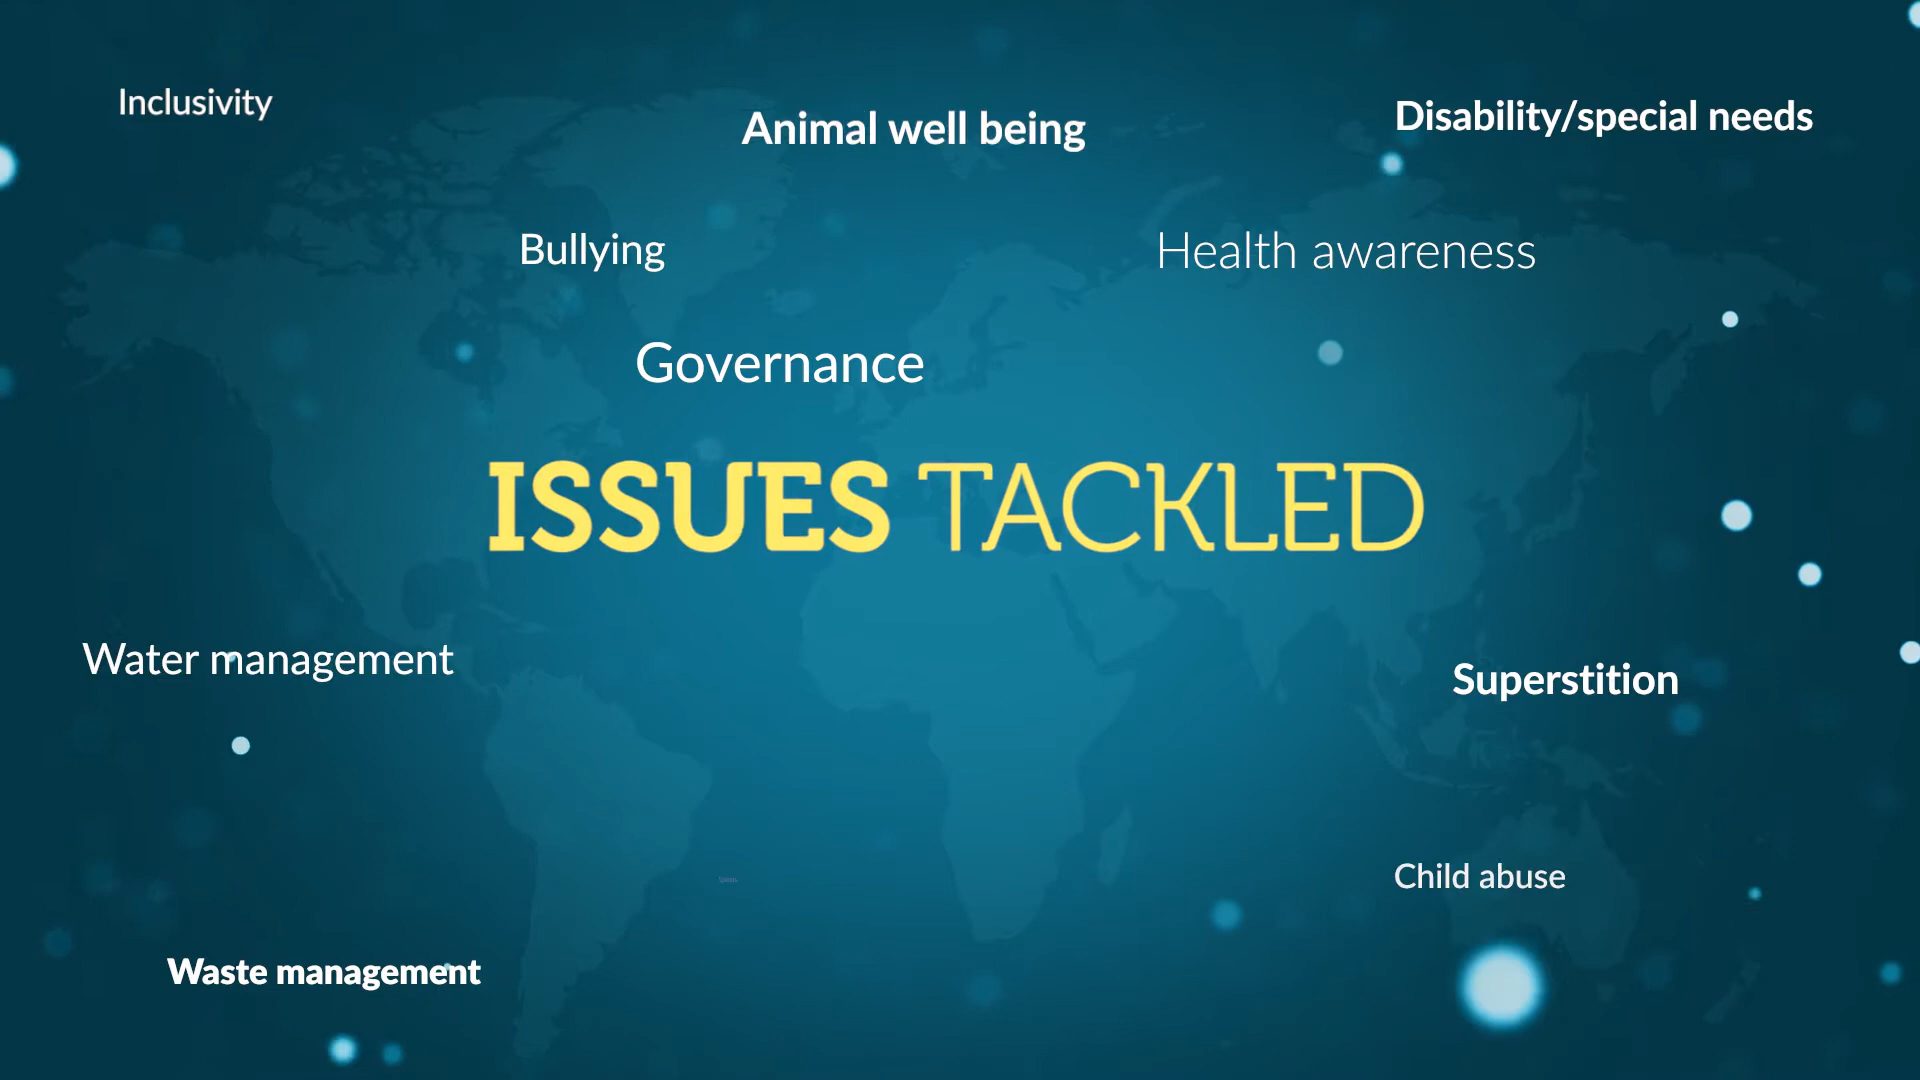 Inclusivity
Animal well being
Disability/special needs
Bullying
Health awareness
Governance
ISSUES TACKLED
Water management
Superstition
Child abuse
Waste management